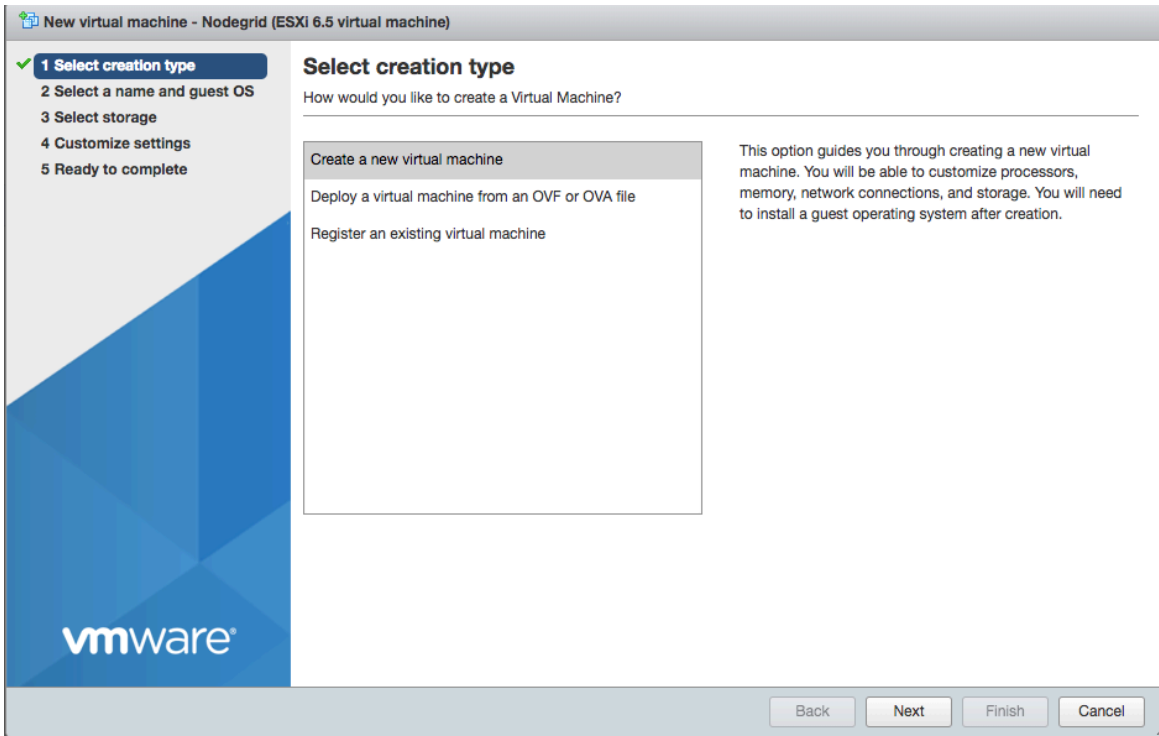 New virtual machine - Nodegrid (ESXi 6.5 virtual machine)
1 Select creation type
2 Select a name and guest OS
3 Select storage
4 Customize settings
5 Ready to complete
Select creation type
How would you like to create a Virtual Machine?
Create a new virtual machine
Deploy a virtual machine from an OVF or OVA file
Register an existing virtual machine
This option guides you through creating a new virtual
machine. You will be able to customize processors,
memory, network connections, and storage. You will need
to install a guest operating system after creation.
vmware®
Back
Next
Finish
Cancel